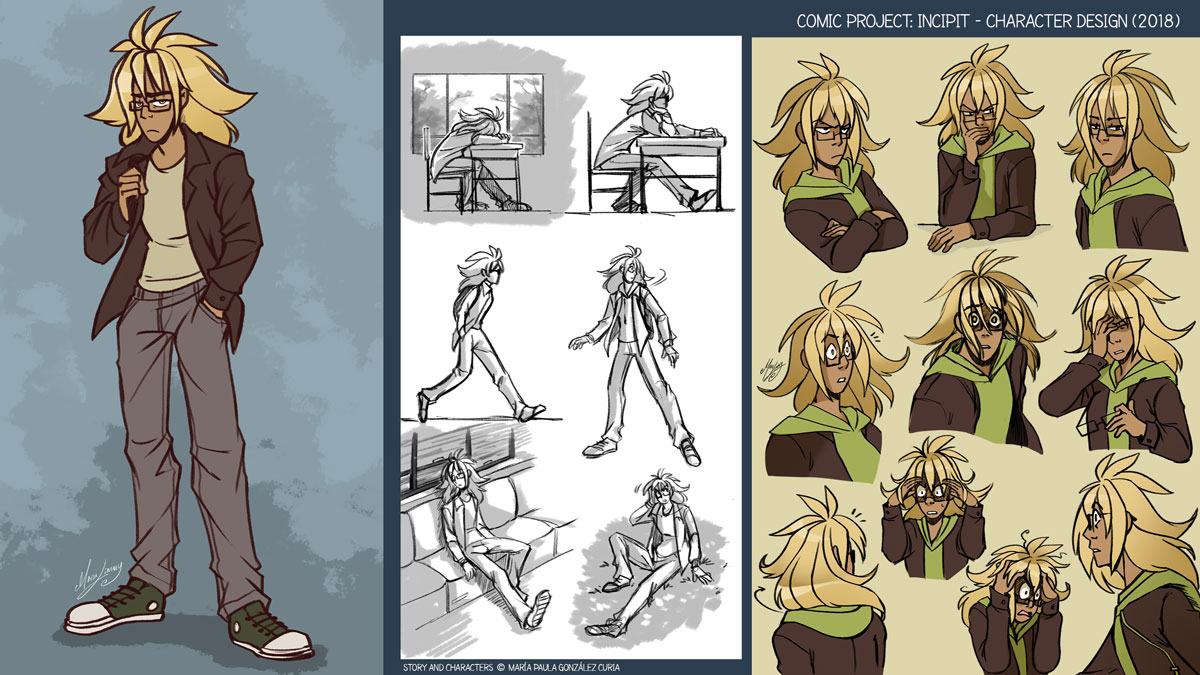 COMIC PROJECT: INCIPIT - CHARACTER DESIGN (2018)
STORY AND CHARACTERS © MARÍA PAULA GONZÁLEZ CURIA